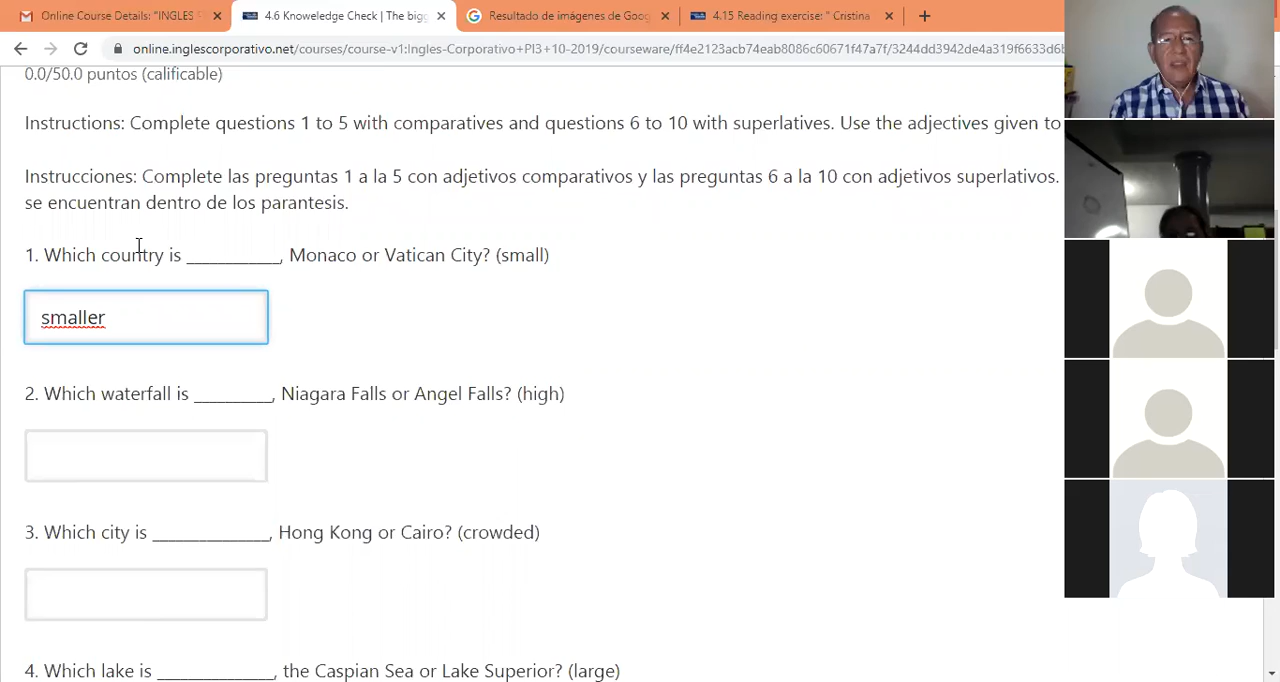 Online Course Details: "INGLES F
4.6 Knoweledge Check | The bigg
Resultado de imágenes de Goog
4.15 Reading exercise: " Cristina
online.inglescorporativo.net/courses/course-v1:Ingles-Corporativo+PI3+10-2019/courseware/ff4e2123acb74eab8086c60671f47a7f/3244dd3942de4a319f6633d6b
0.0/50.0 puntos (calificable)
Instructions: Complete questions 1 to 5 with comparatives and questions 6 to 10 with superlatives. Use the adjectives given to
Instrucciones: Complete las preguntas 1 a la 5 con adjetivos comparativos y las preguntas 6 a la 10 con adjetivos superlativos.
se encuentran dentro de los parantesis.
1. Which country is ____________, Monaco or Vatican City? (small)
smaller
2. Which waterfall is __________, Niagara Falls or Angel Falls? (high)
3. Which city is _______________, Hong Kong or Cairo? (crowded)
4. Which lake is _______________, the Caspian Sea or Lake Superior? (large)